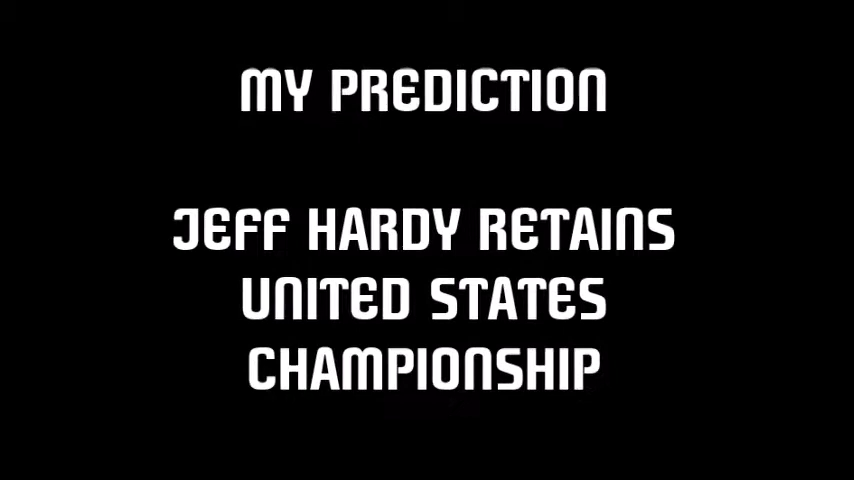 MY PREDICTION
JEFF HARDY RETAINS
UNITED STATES
CHAMPIONSHIP